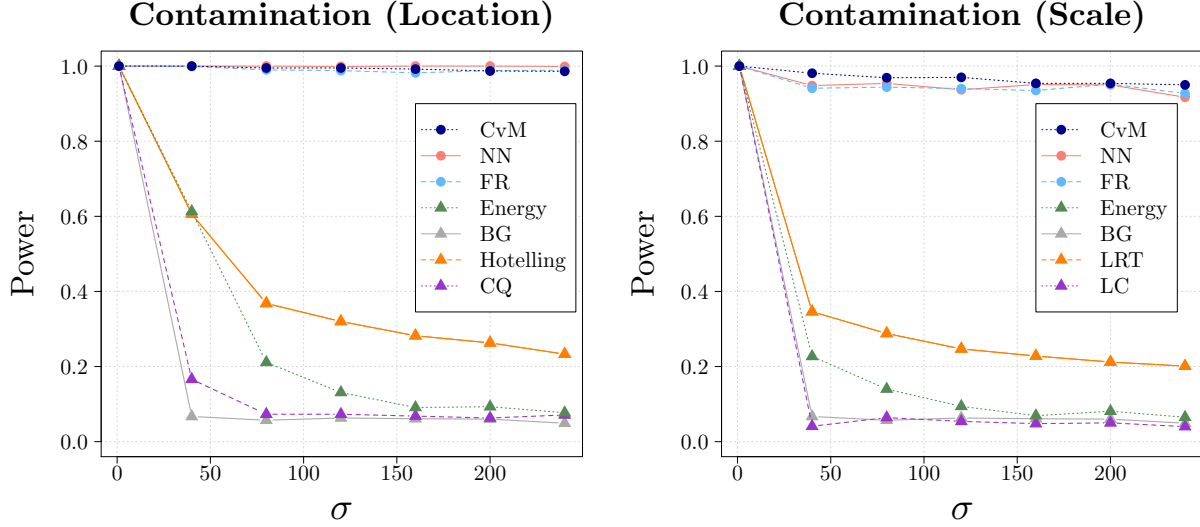 Contamination (Location)
Power
1.0
0.8
0.6
0.4
0.2
0.0
0
50
100
150
200
σ
CvM
NN
FR
Energy
BG
Hotelling
CQ
Contamination (Scale)
Power
1.0
0.8
0.6
0.4
0.2
0.0
0
50
100
150
200
σ
CvM
NN
FR
Energy
BG
LRT
LC